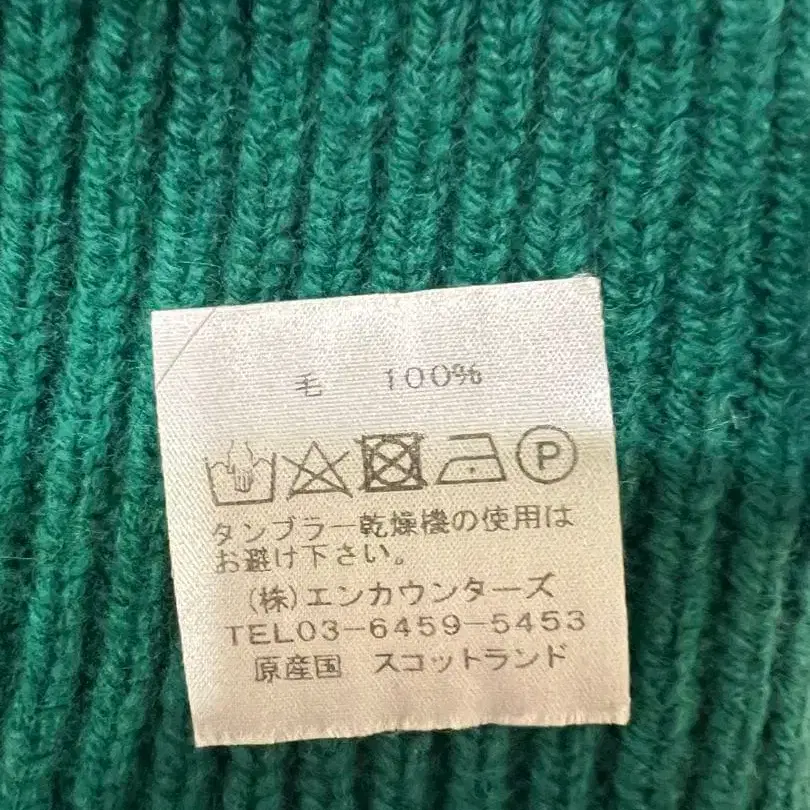 毛 100%
P
タンブラー乾燥機の使用は
お避け下さい。
(株)エンカウンターズ
TEL03-6459-5453
原産国 スコットランド